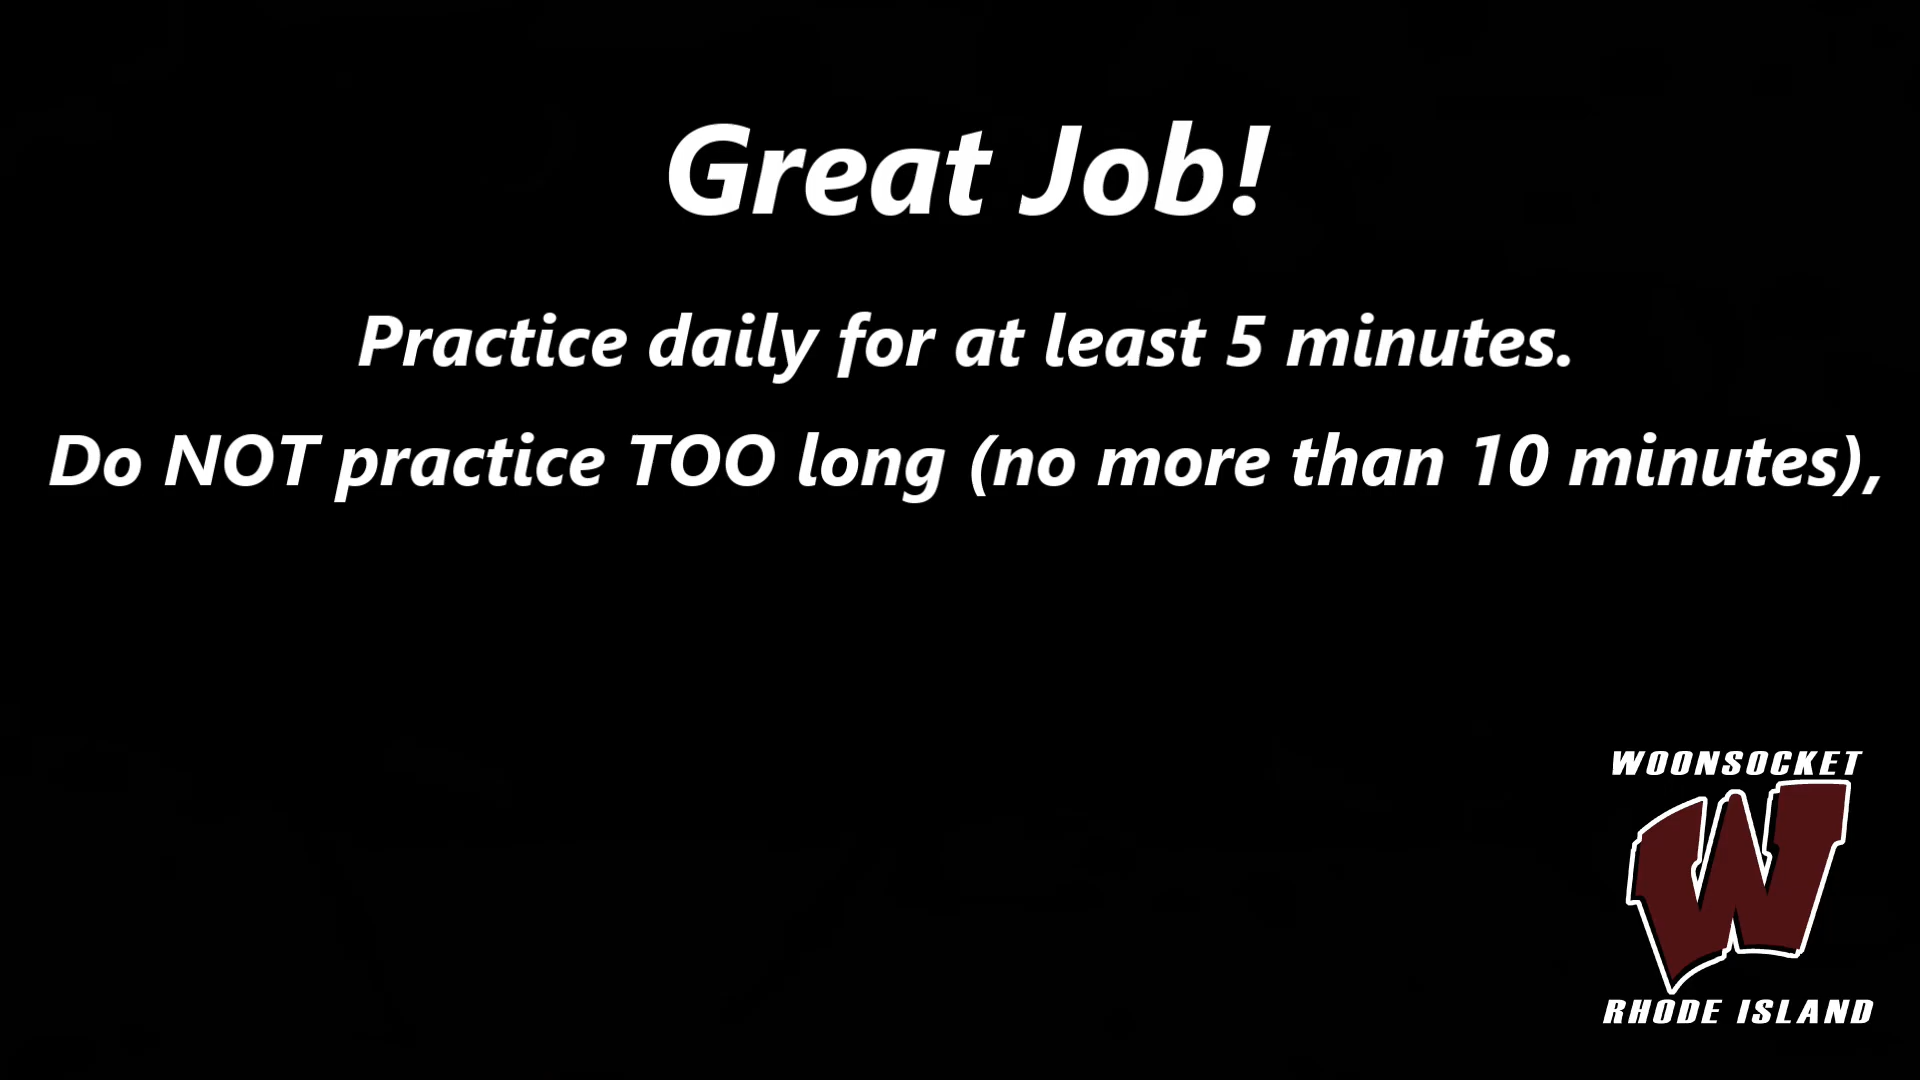 Great Job!
Practice daily for at least 5 minutes.
Do NOT practice TOO long (no more than 10 minutes),
WOONSOCKET
W
RHODE ISLAND